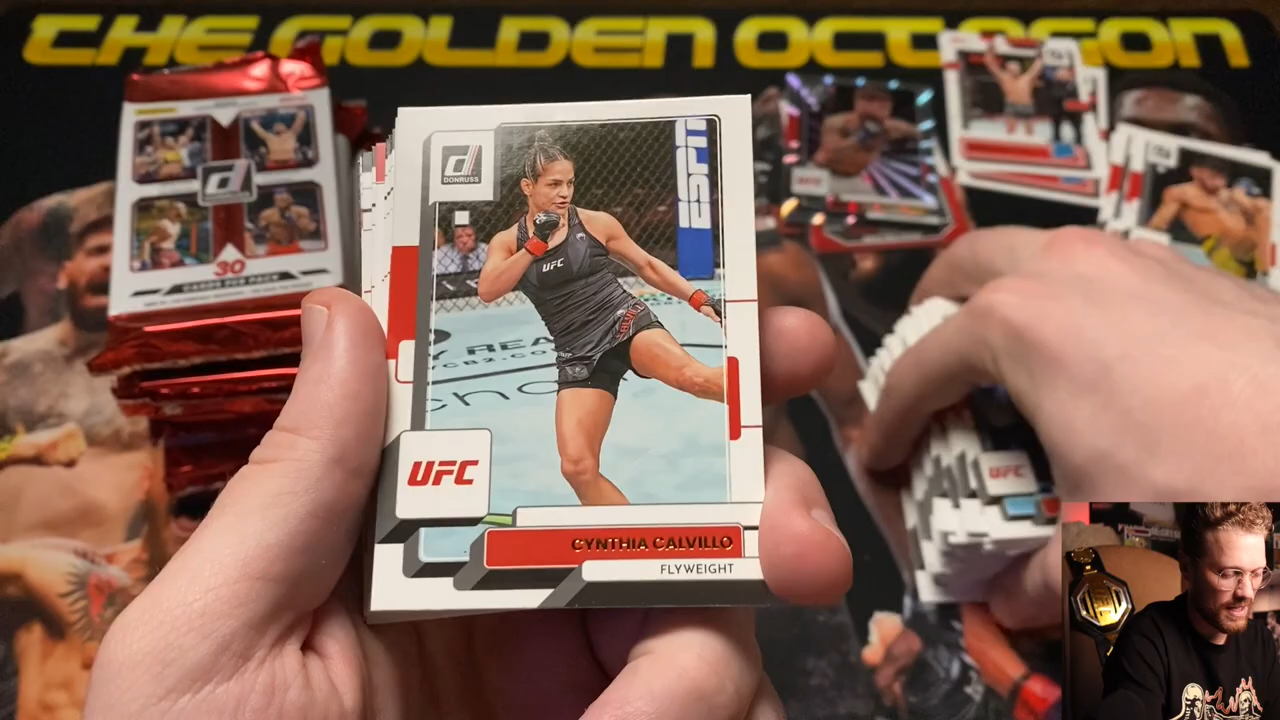 THE GOLDEN OCTAGON
DONRUSS
ESPN
UFC
30
CARDS PER PACK
UFC
CYNTHIA CALVILLO
FLYWEIGHT
UFC